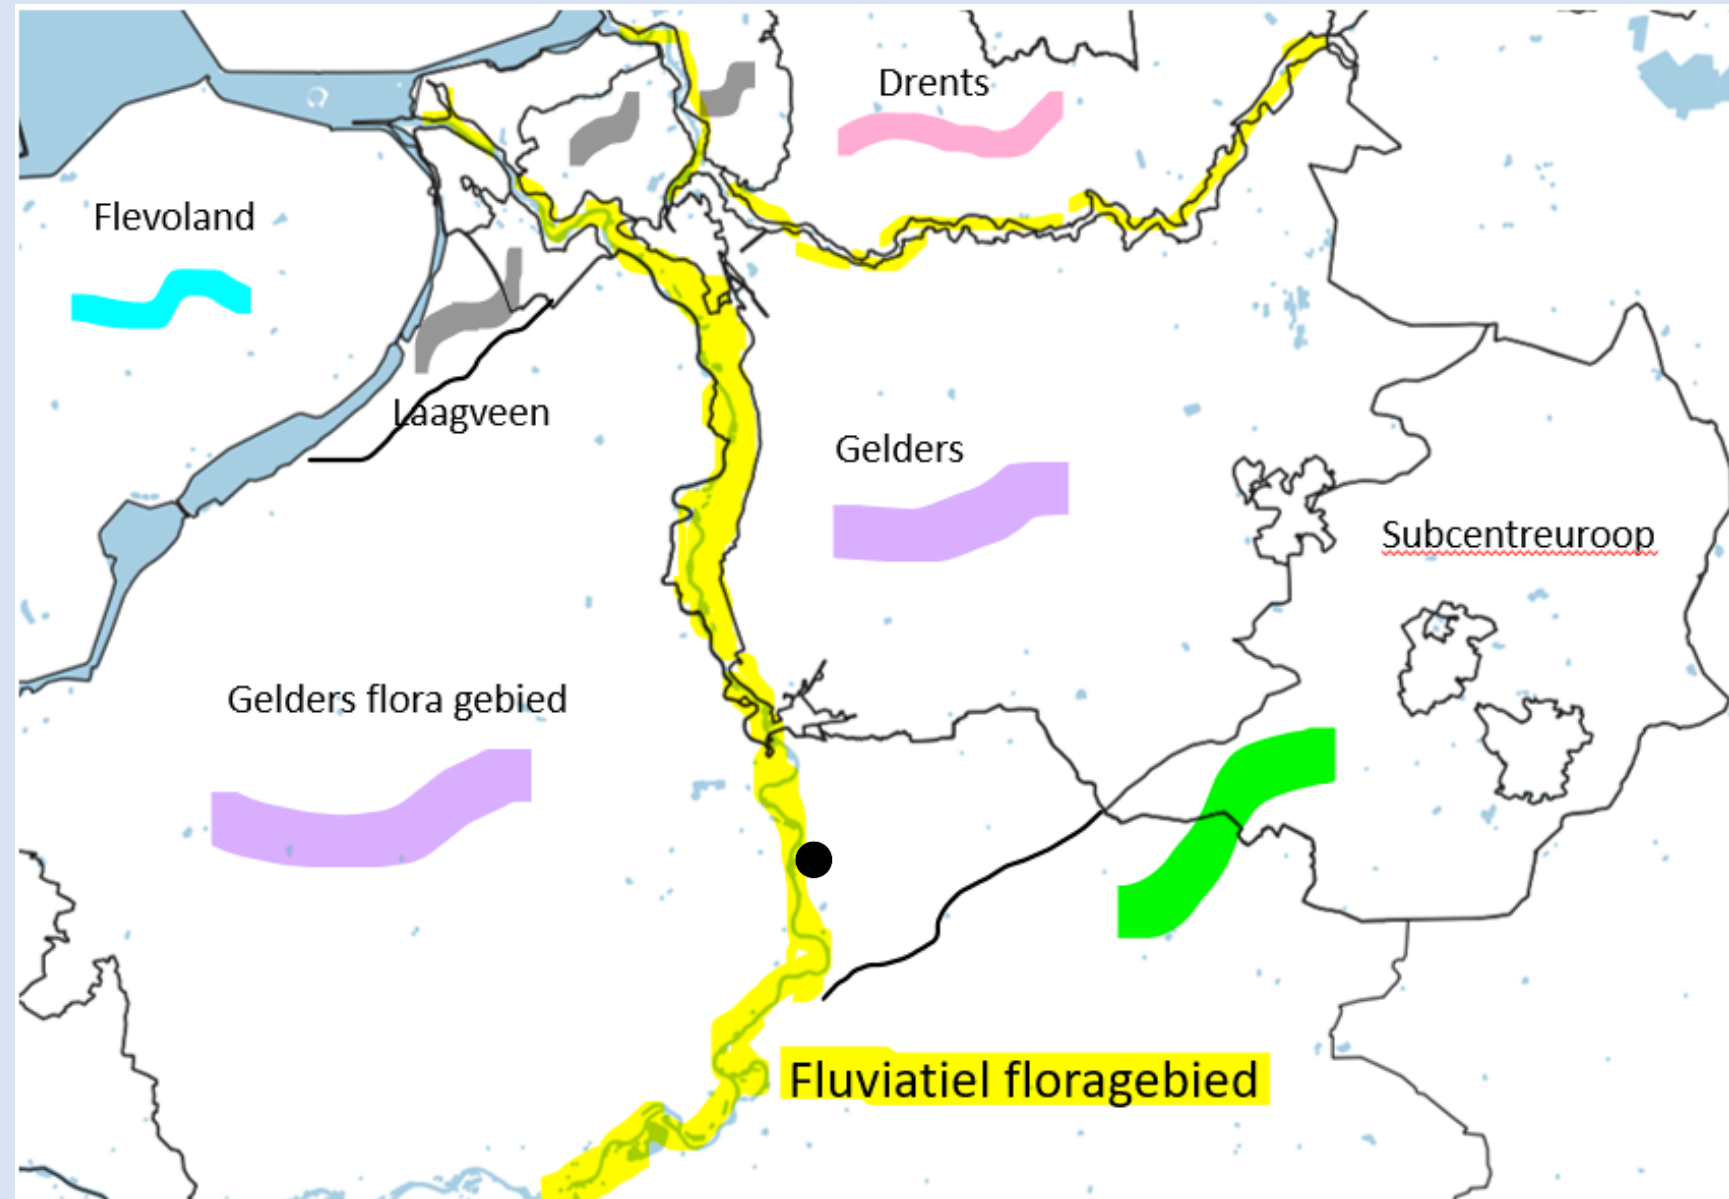 Drents
Flevoland
Laagveen
Gelders
Subcentreuroop
Gelders flora gebied
Fluviatiel floragebied